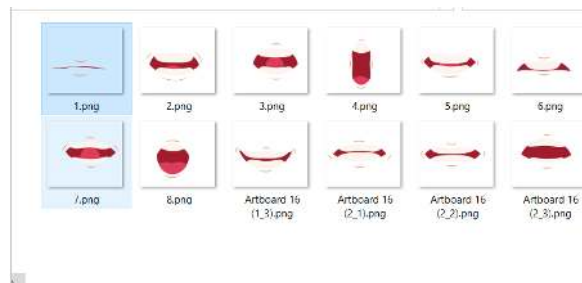 1.png
2.png
3.png
4.png
5.png
6.png
7.png
8.png
Artboard 16
(1_3).png
Artboard 16
(2_1).png
Artboard 16
(2_2).png
Artboard 16
(2_3).png